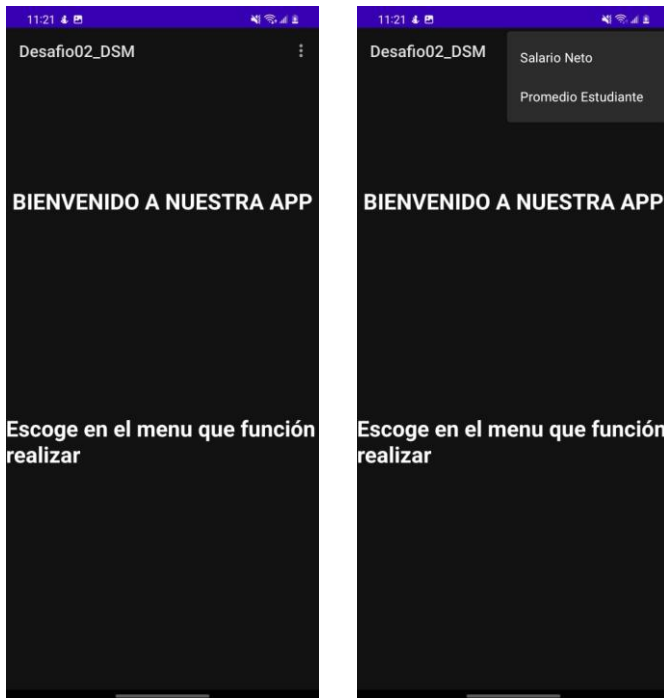 11:21
Desafio02_DSM
BIENVENIDO A NUESTRA APP
Escoge en el menu que función
realizar
11:21
Desafio02_DSM
Salario Neto
Promedio Estudiante
BIENVENIDO A NUESTRA APP
Escoge en el menu que función
realizar